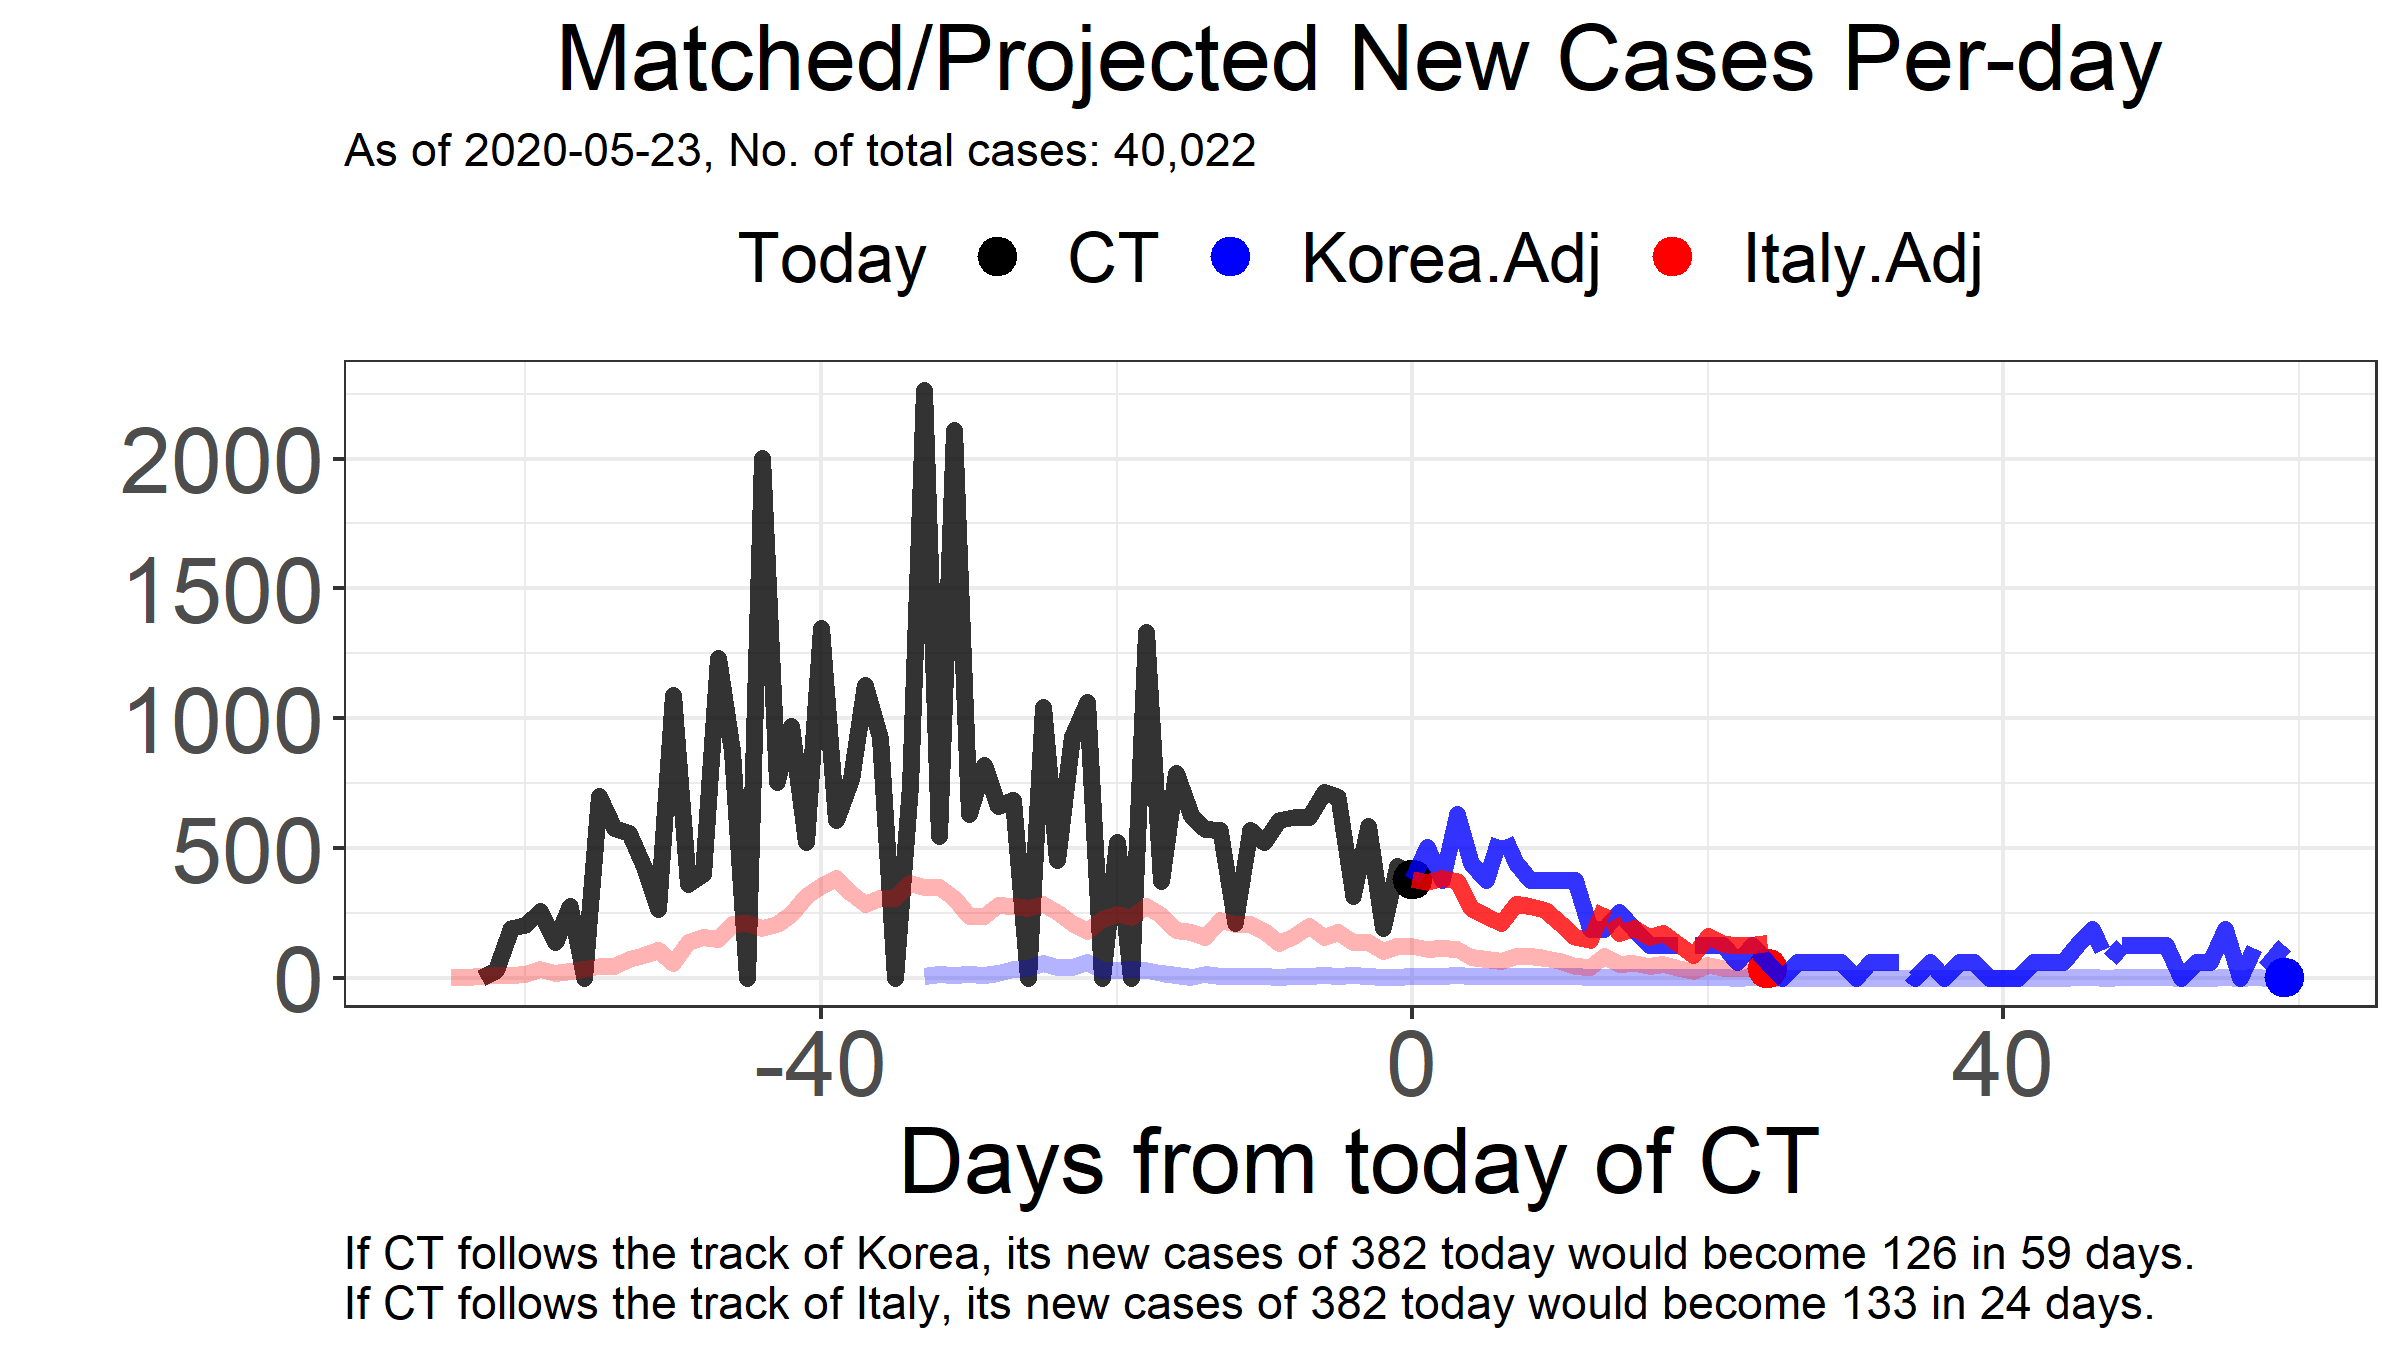 Matched/Projected New Cases Per-day
As of 2020-05-23, No. of total cases: 40,022
Today CT Korea.Adj Italy.Adj
2000
1500
1000
500
0
-40 0 40
Days from today of CT
If CT follows the track of Korea, its new cases of 382 today would become 126 in 59 days.
If CT follows the track of Italy, its new cases of 382 today would become 133 in 24 days.